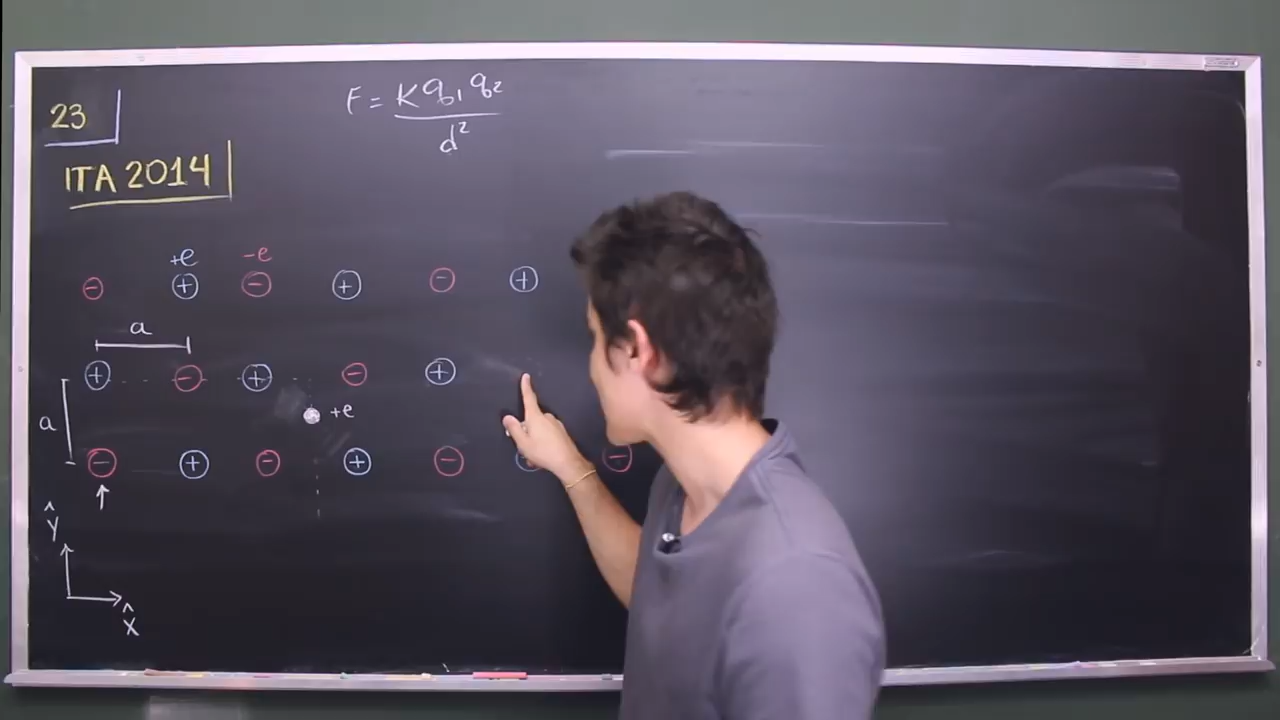 23
F = K q₁ q₂ / d²
ITA 2014
+e -e
- + - + - +
a
+ - + - +
a +e
- + - + - + -
ŷ
x̂